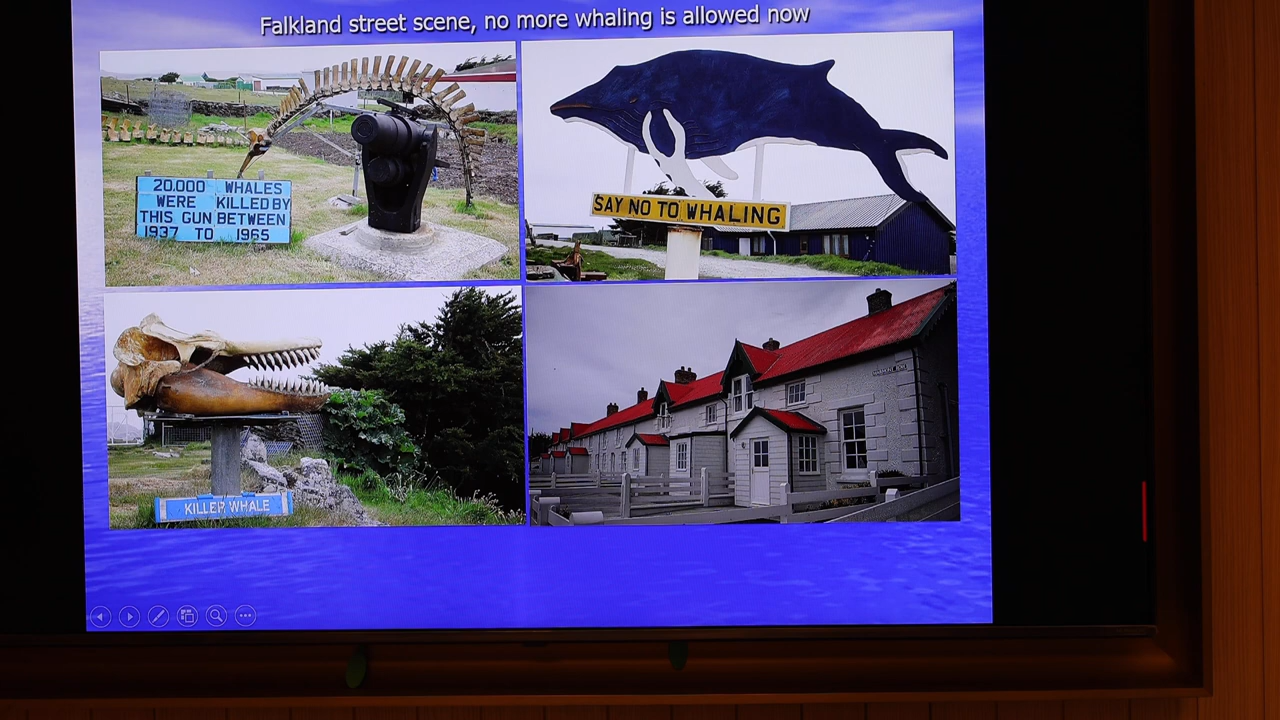 Falkland street scene, no more whaling is allowed now
20.000 WHALES
WERE KILLED BY
THIS GUN BETWEEN
1937 TO 1965
SAY NO TO WHALING
KILLER WHALE